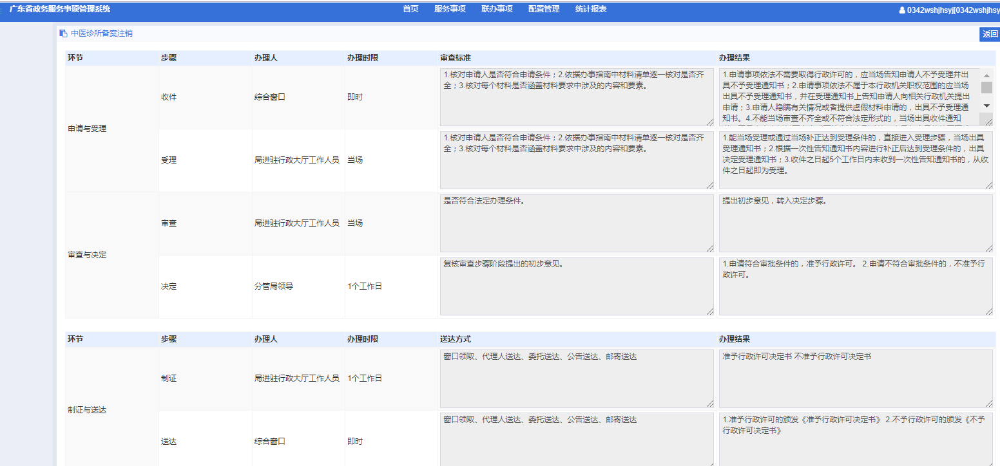 广东省政务服务事项管理系统
首页 服务事项 联办事项 配置管理 统计报表
0342wshjhsyj[0342wshjhsy
中医诊所备案注销
返回
环节 步骤 办理人 办理时限 审查标准 办理结果
申请与受理
收件 综合窗口 即时
1.核对申请人是否符合申请条件；2.依据办事指南中材料清单逐一核对是否齐
全；3.核对每个材料是否涵盖材料要求中涉及的内容和要素。
1.申请事项依法不需要取得行政许可的，应当场告知申请人不予受理并出
具不予受理通知书；2.申请事项依法不属于本行政机关职权范围的应当场
出具不予受理通知书，并在受理通知书上告知申请人向相关行政机关提出
申请；3.申请人隐瞒有关情况或者提供虚假材料申请的，出具不予受理通
知书。4.不能当场审查不齐全或不符合法定形式的，当场出具收件通知
受理 局进驻行政大厅工作人员 当场
1.核对申请人是否符合申请条件；2.依据办事指南中材料清单逐一核对是否齐
全；3.核对每个材料是否涵盖材料要求中涉及的内容和要素。
1.能当场受理或通过当场补正达到受理条件的，直接进入受理步骤，当场出具
受理通知书；2.根据一次性告知通知书内容进行补正后达到受理条件的，出具
决定受理通知书；3.收件之日起5个工作日内未收到一次性告知通知书的，从收
件之日起即为受理。
审查与决定
审查 局进驻行政大厅工作人员 当场
是否符合法定办理条件。
提出初步意见，转入决定步骤。
决定 分管局领导 1个工作日
复核审查步骤阶段提出的初步意见。
1.申请符合审批条件的，准予行政许可。 2.申请不符合审批条件的，不准予行
政许可。
环节 步骤 办理人 办理时限 送达方式 办理结果
制证与送达
制证 局进驻行政大厅工作人员 1个工作日
窗口领取、代理人送达、委托送达、公告送达、邮寄送达
准予行政许可决定书 不准予行政许可决定书
送达 综合窗口 即时
窗口领取、代理人送达、委托送达、公告送达、邮寄送达
1.准予行政许可的颁发《准予行政许可决定书》 2.不予行政许可的颁发《不予
行政许可决定书》